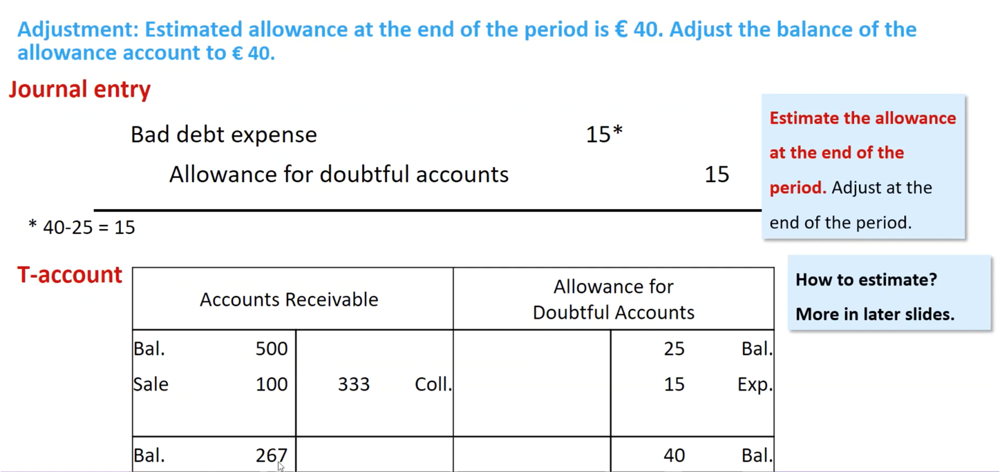 Adjustment: Estimated allowance at the end of the period is € 40. Adjust the balance of the
allowance account to € 40.
Journal entry
Bad debt expense 15*
Allowance for doubtful accounts 15
* 40-25 = 15
Estimate the allowance
at the end of the
period. Adjust at the
end of the period.
T-account
Accounts Receivable
Allowance for
Doubtful Accounts
How to estimate?
More in later slides.
Bal. 500 25 Bal.
Sale 100 333 Coll. 15 Exp.
Bal. 267 40 Bal.